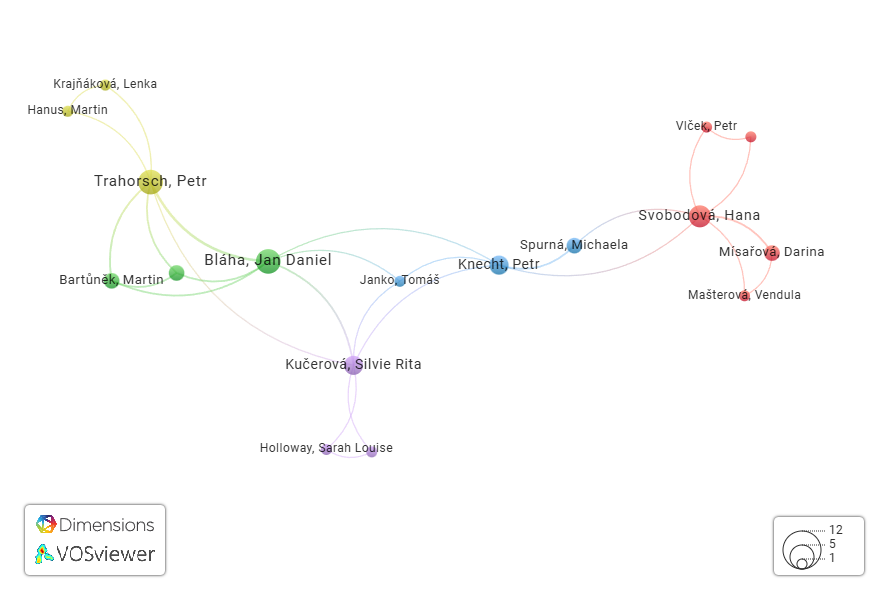 Krajňáková, Lenka
Hanus, Martin
Vlček, Petr
Trahorsch, Petr
Svobodová, Hana
Spurná, Michaela
Mísařová, Darina
Bláha, Jan Daniel
Knecht, Petr
Bartůněk, Martin
Janko, Tomáš
Mašterová, Vendula
Kučerová, Silvie Rita
Holloway, Sarah Louise
Dimensions
VOSviewer
12
5
1